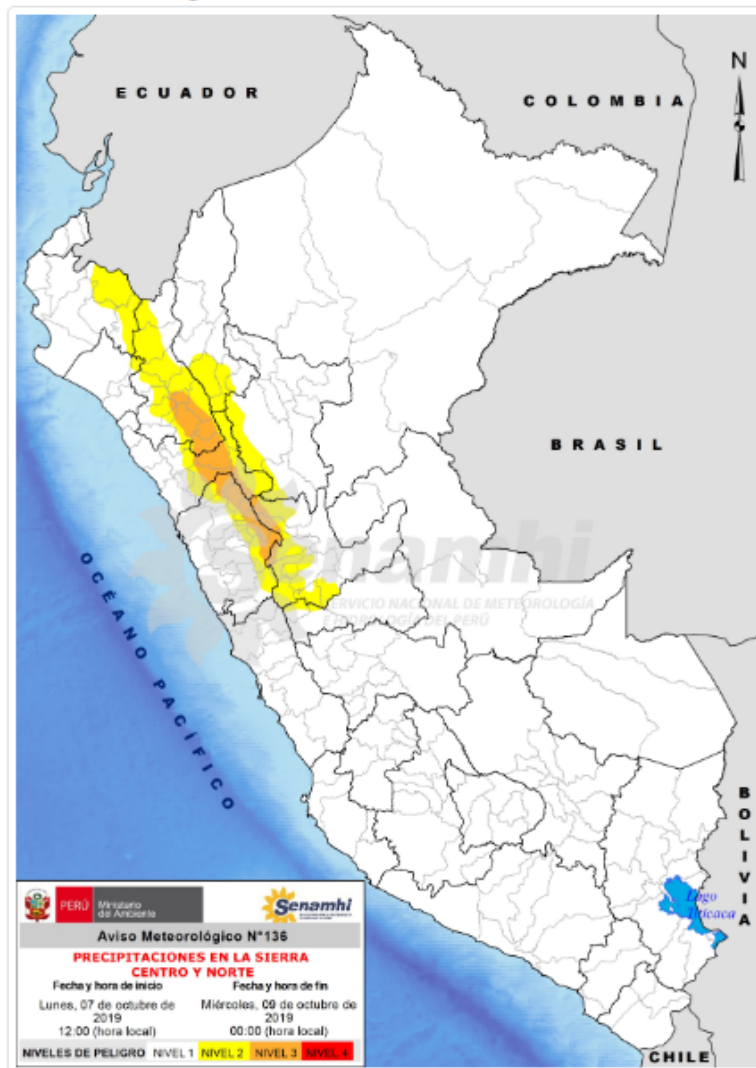 ECUADOR
COLOMBIA
N
BRASIL
Senamhi
SERVICIO NACIONAL DE METEOROLOGÍA
E HIDROLOGÍA DEL PERÚ
OCÉANO PACÍFICO
BOLIVIA
Lago
Titicaca
PERÚ Ministerio
de Ambiente
Senamhi
Aviso Meteorológico N°136
PRECIPITACIONES EN LA SIERRA
CENTRO Y NORTE
Fecha y hora de inicio Fecha y hora de fin
Lunes, 07 de octubre de Miércoles, 09 de octubre de
2019 2019
12:00 (hora local) 00:00 (hora local)
NIVELES DE PELIGRO NIVEL 1 NIVEL 2 NIVEL 3 NIVEL 4
CHILE